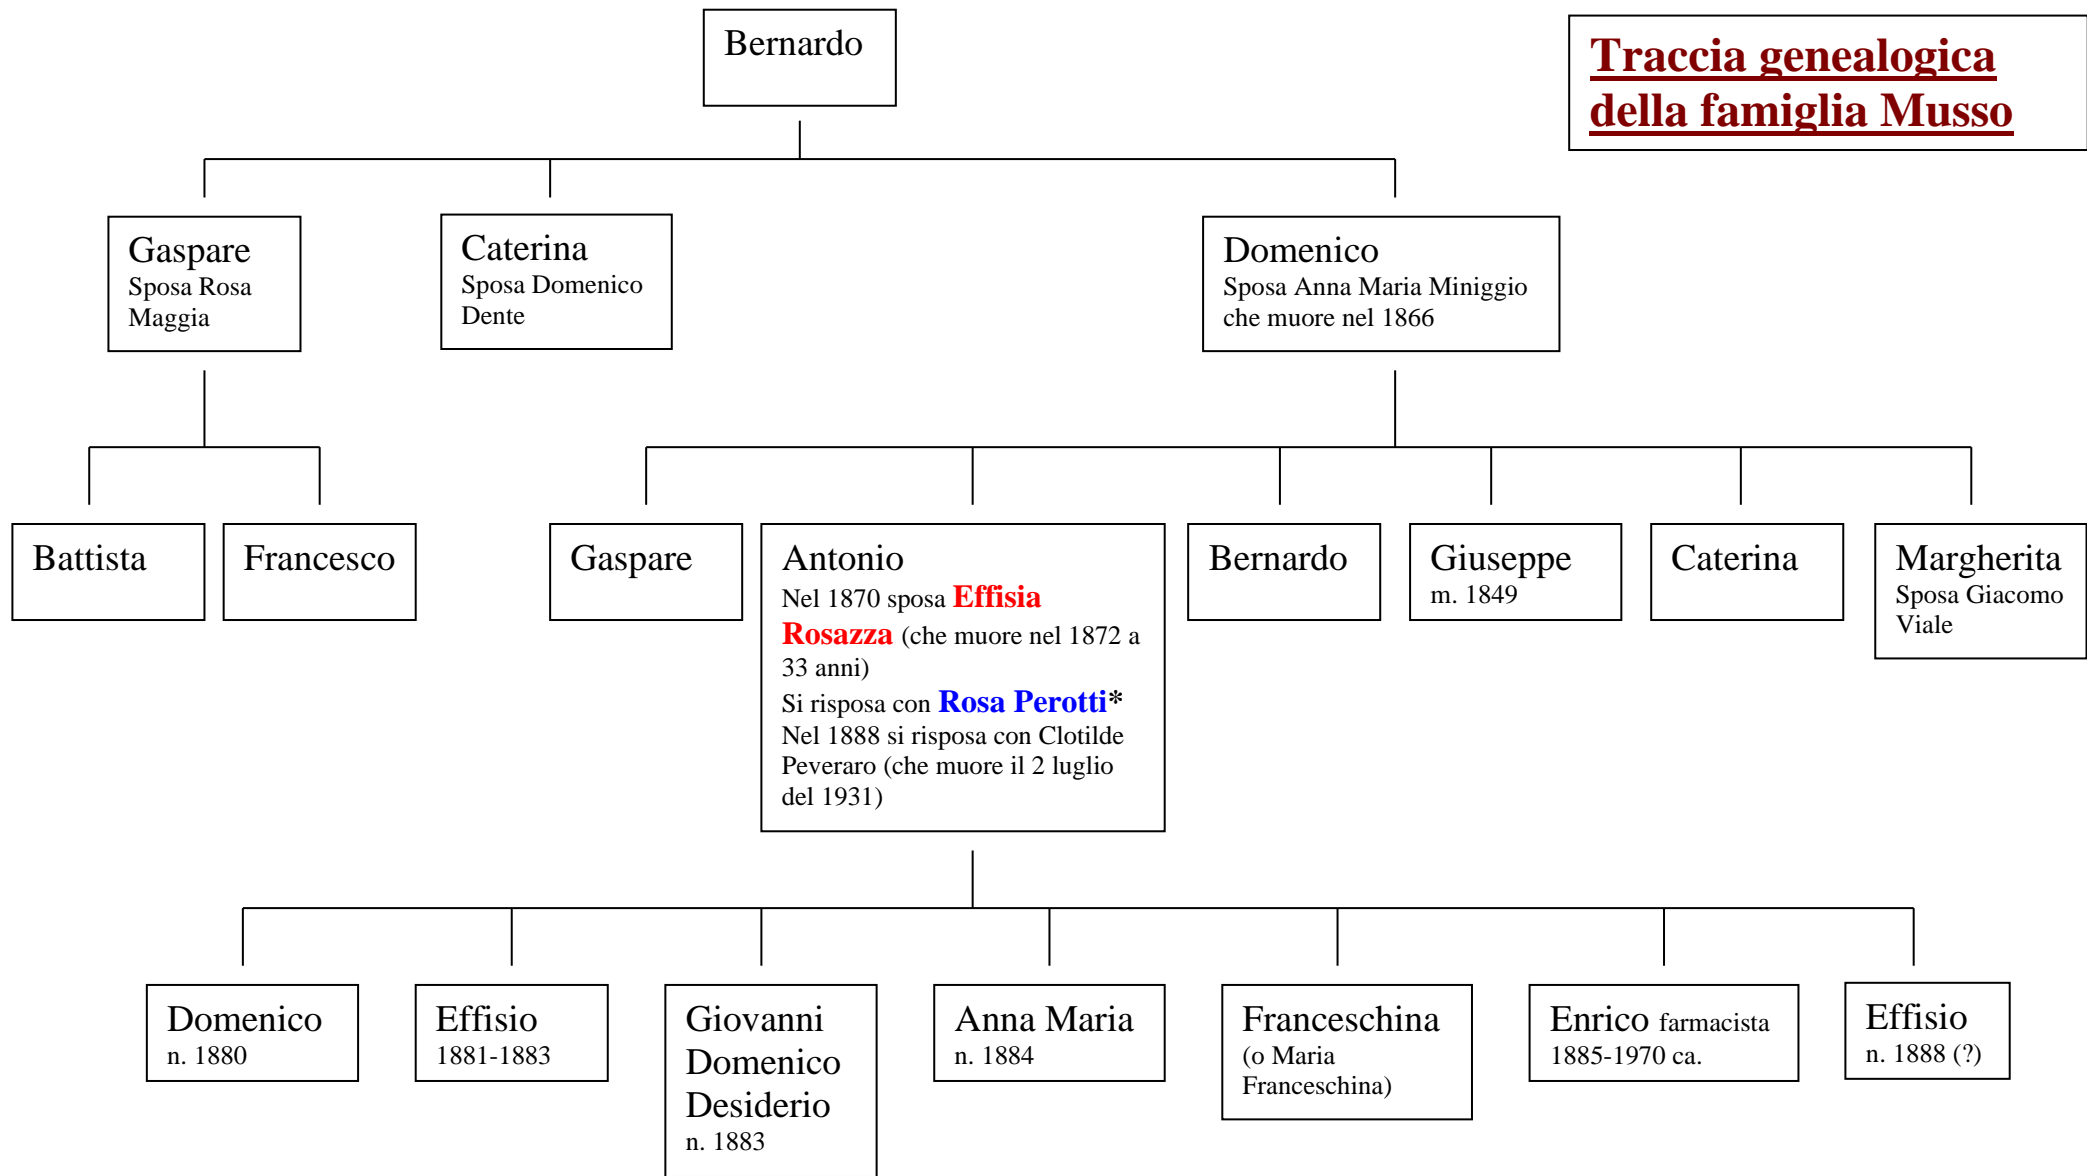 Bernardo
Traccia genealogica
della famiglia Musso
Gaspare
Sposa Rosa
Maggia
Caterina
Sposa Domenico
Dente
Domenico
Sposa Anna Maria Miniggio
che muore nel 1866
Battista
Francesco
Gaspare
Antonio
Nel 1870 sposa Effisia
Rosazza (che muore nel 1872 a
33 anni)
Si risposa con Rosa Perotti*
Nel 1888 si risposa con Clotilde
Peveraro (che muore il 2 luglio
del 1931)
Bernardo
Giuseppe
m. 1849
Caterina
Margherita
Sposa Giacomo
Viale
Domenico
n. 1880
Effisio
1881-1883
Giovanni
Domenico
Desiderio
n. 1883
Anna Maria
n. 1884
Franceschina
(o Maria
Franceschina)
Enrico farmacista
1885-1970 ca.
Effisio
n. 1888 (?)